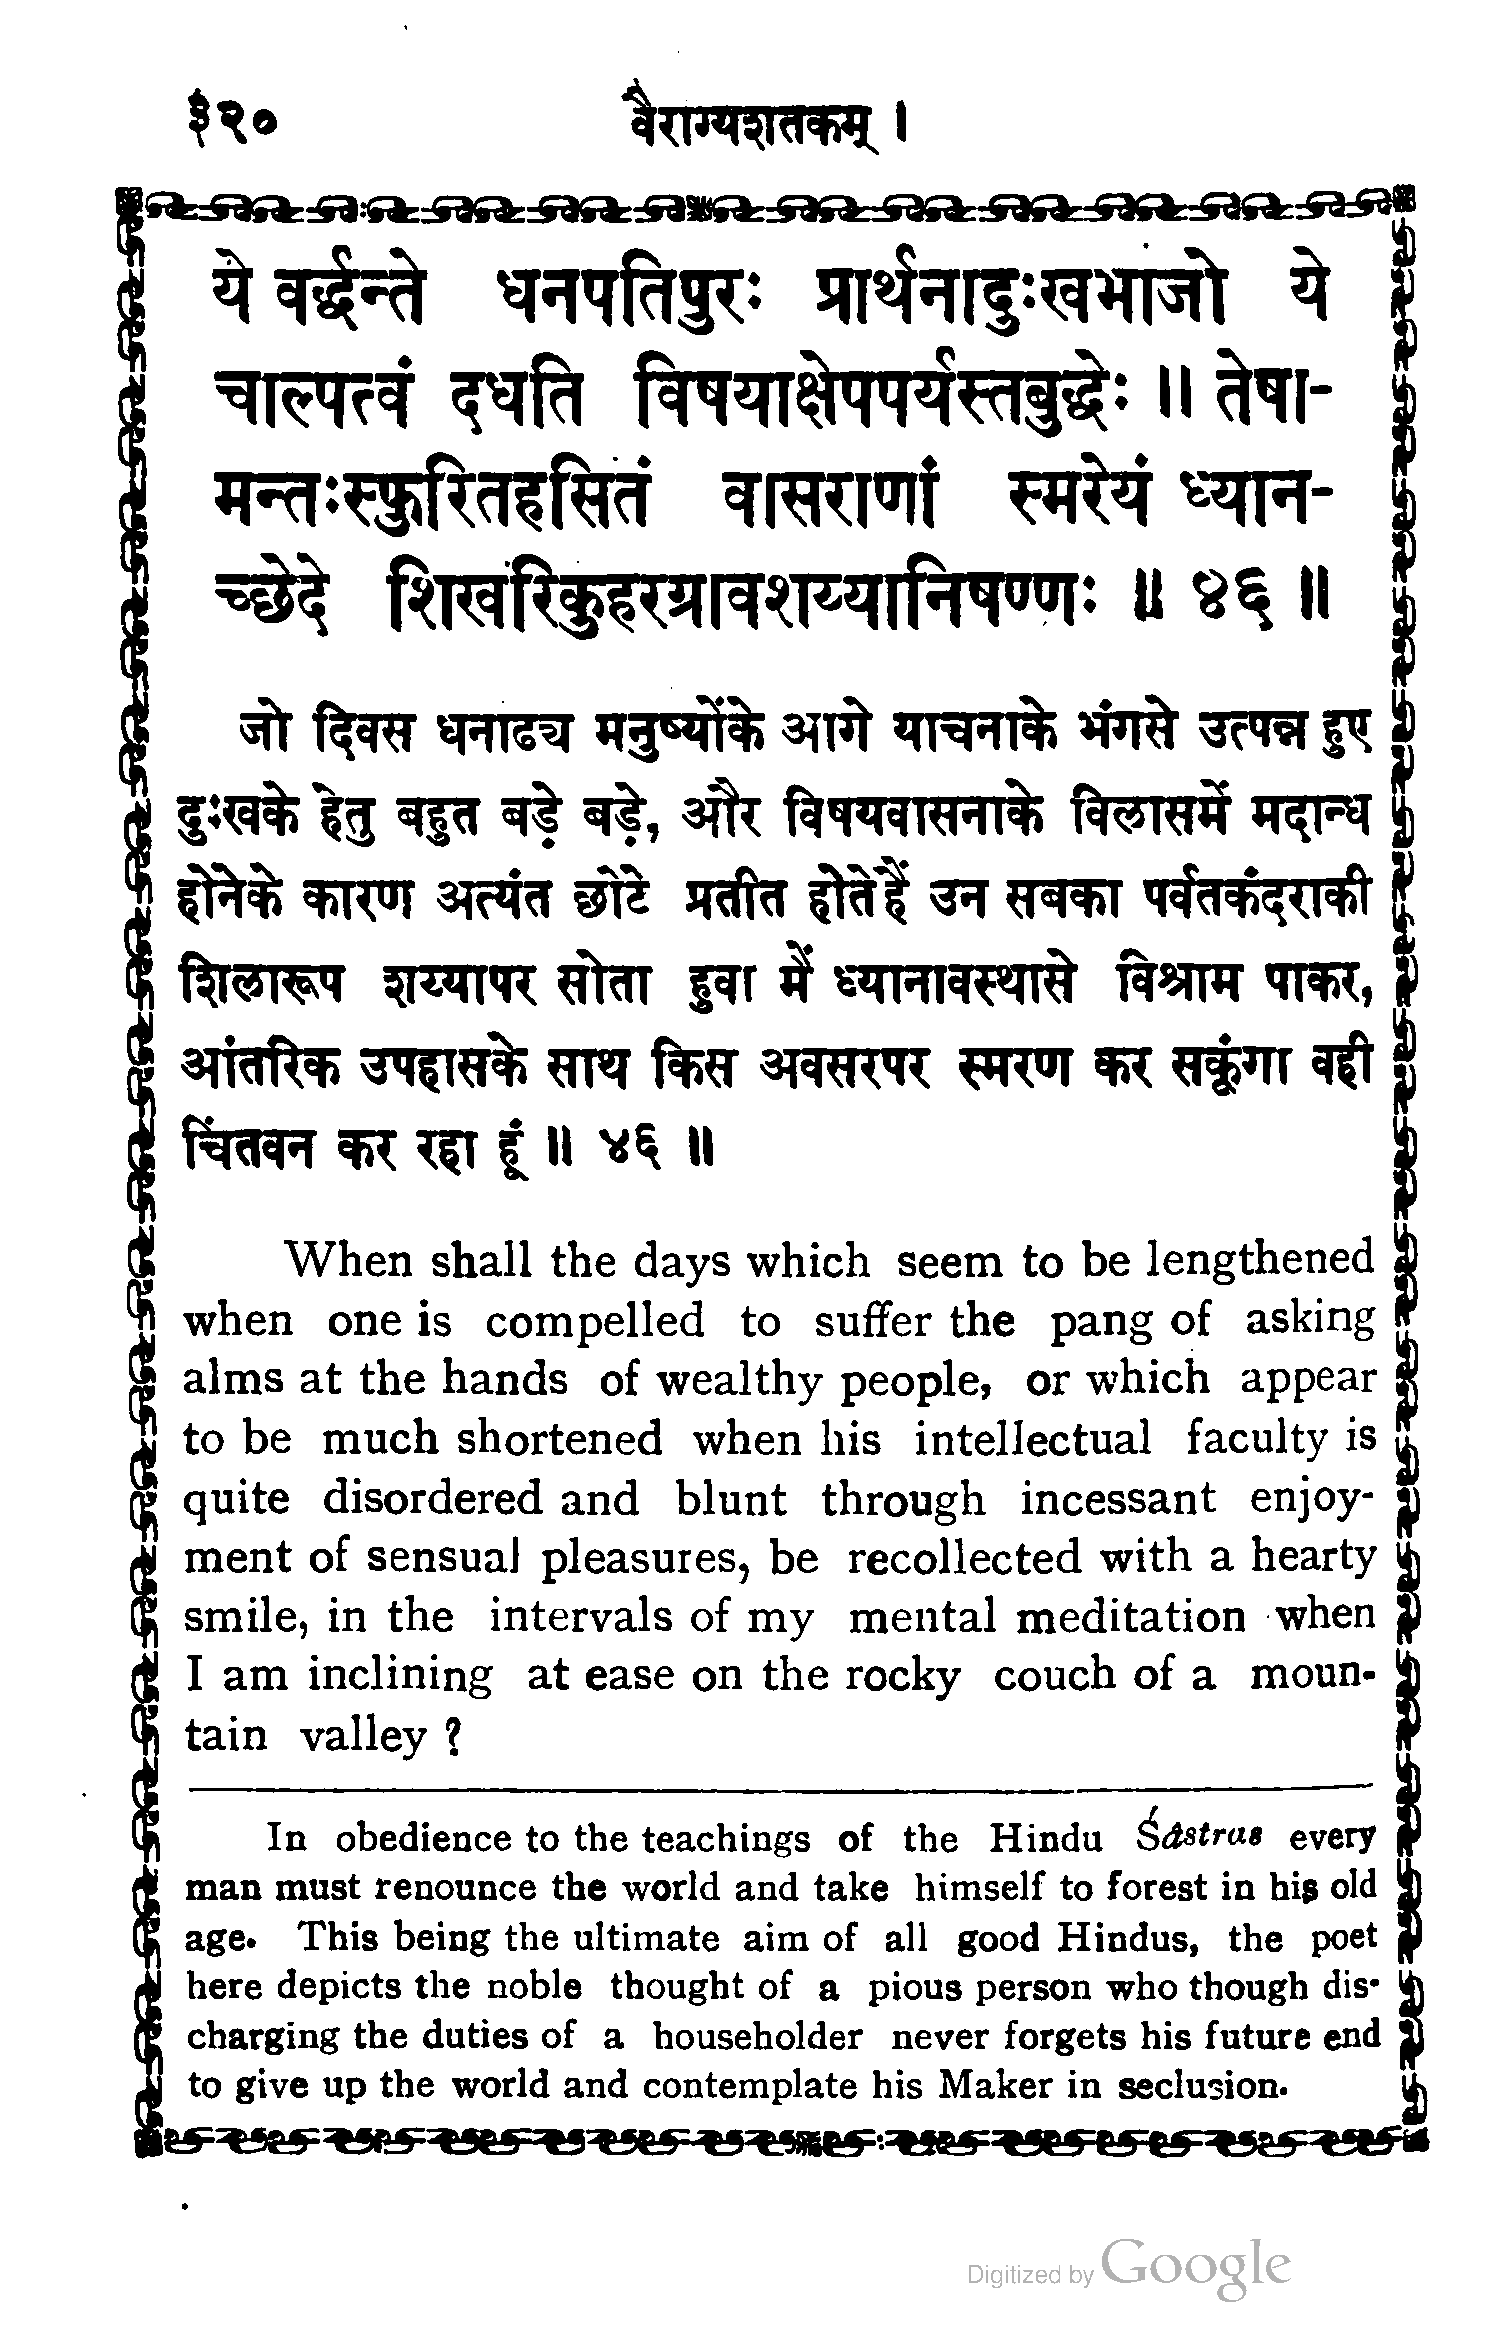 ३२०
वैराग्यशतकम् ।
ये वर्द्धन्ते धनपतिपुरः प्रार्थनादुःखभाजो ये
चाल्पत्वं दधति विषयाक्षेपपर्यस्तबुद्धेः ॥ तेषा-
मन्तःस्फुरितहसितं वासराणां स्मरेयं ध्यान-
च्छेदे शिखरिकुहरग्रावशय्यानिषण्णः ॥ ४६ ॥
जो दिवस धनाढ्य मनुष्योंके आगे याचनाके भंगसे उत्पन्न हुए
दुःखके हेतु बहुत बड़े बड़े, और विषयवासनाके विलासमें मदान्ध
होनेके कारण अत्यंत छोटे प्रतीत होतेहैं उन सबका पर्वतकंदराकी
शिलारूप शय्यापर सोता हुवा मैं ध्यानावस्थासे विश्राम पाकर,
आंतरिक उपहासके साथ किस अवसरपर स्मरण कर सकूंगा वही
चिंतवन कर रहा हूं ॥ ४६ ॥
When shall the days which seem to be lengthened
when one is compelled to suffer the pang of asking
alms at the hands of wealthy people, or which appear
to be much shortened when his intellectual faculty is
quite disordered and blunt through incessant enjoy-
ment of sensual pleasures, be recollected with a hearty
smile, in the intervals of my mental meditation when
I am inclining at ease on the rocky couch of a moun-
tain valley ?
In obedience to the teachings of the Hindu Śástras every
man must renounce the world and take himself to forest in his old
age. This being the ultimate aim of all good Hindus, the poet
here depicts the noble thought of a pious person who though dis-
charging the duties of a householder never forgets his future end
to give up the world and contemplate his Maker in seclusion.
Digitized by Google